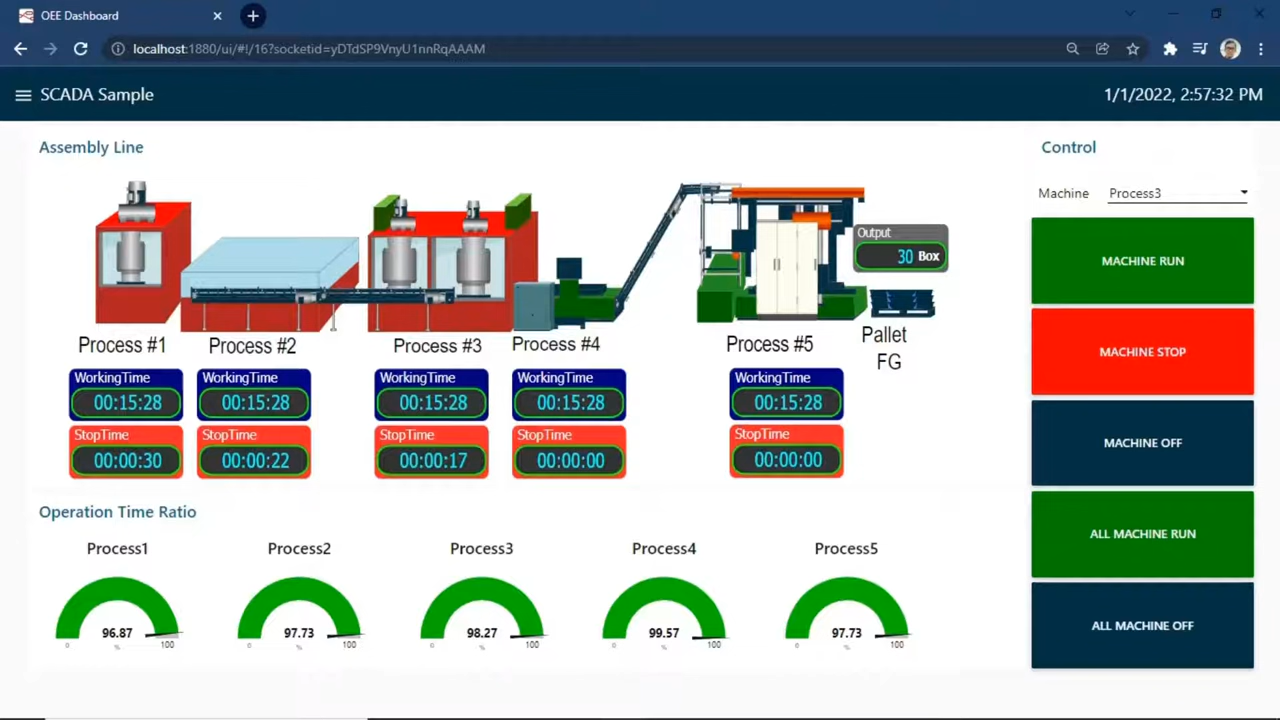 OEE Dashboard
localhost:1880/ui/#!/16?socketid=yDTdSP9VnyU1nnRqAAAM
SCADA Sample
1/1/2022, 2:57:32 PM
Assembly Line
Output
30 Box
Process #1
Process #2
Process #3
Process #4
Process #5
Pallet
FG
WorkingTime
00:15:28
WorkingTime
00:15:28
WorkingTime
00:15:28
WorkingTime
00:15:28
WorkingTime
00:15:28
StopTime
00:00:30
StopTime
00:00:22
StopTime
00:00:17
StopTime
00:00:00
StopTime
00:00:00
Operation Time Ratio
Process1
96.87
0 % 100
Process2
97.73
0 % 100
Process3
98.27
0 % 100
Process4
99.57
0 % 100
Process5
97.73
0 % 100
Control
Machine Process3
MACHINE RUN
MACHINE STOP
MACHINE OFF
ALL MACHINE RUN
ALL MACHINE OFF